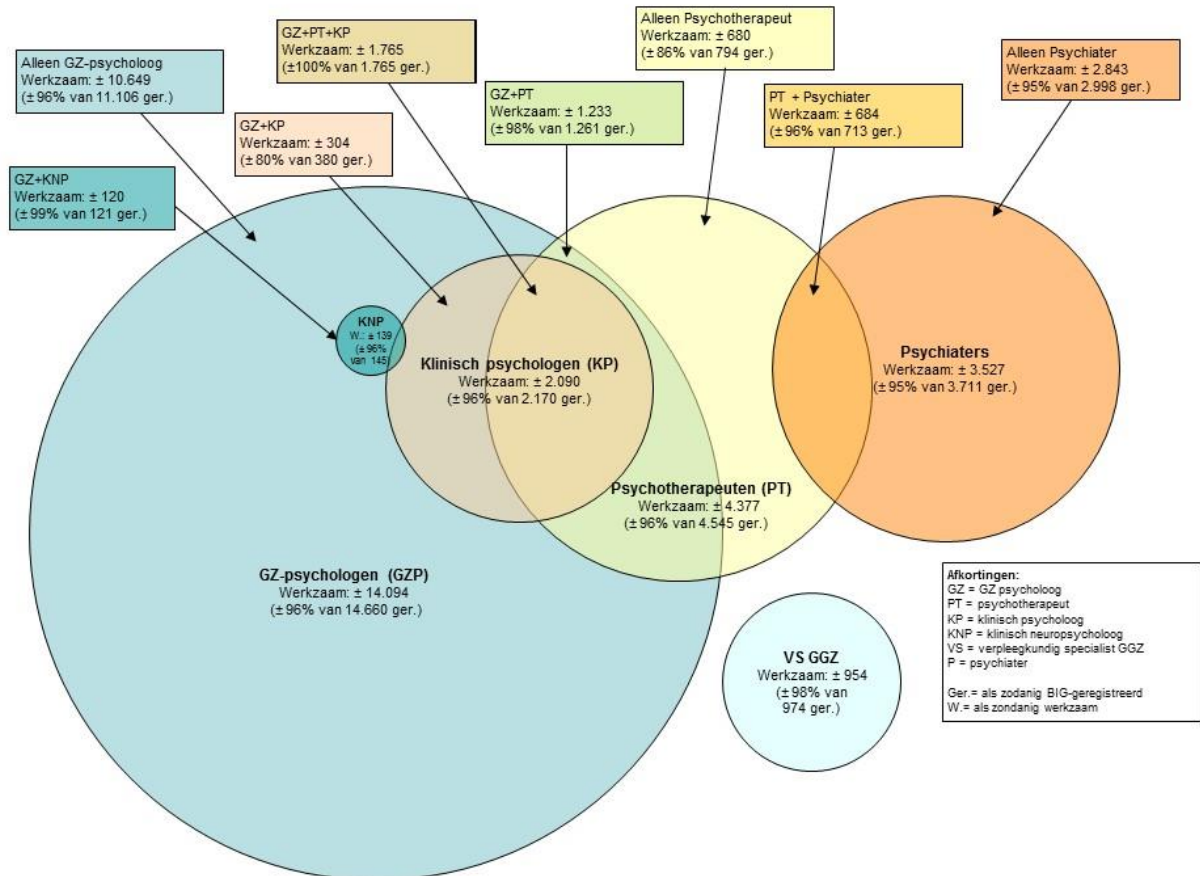 Alleen GZ-psycholoog
Werkzaam: ± 10.649
(± 96% van 11.106 ger.)
GZ+PT+KP
Werkzaam: ± 1.765
(±100% van 1.765 ger.)
Alleen Psychotherapeut
Werkzaam: ± 680
(± 86% van 794 ger.)
Alleen Psychiater
Werkzaam: ± 2.843
(± 95% van 2.998 ger.)
GZ+KP
Werkzaam: ± 304
(± 80% van 380 ger.)
GZ+PT
Werkzaam: ± 1.233
(± 98% van 1.261 ger.)
PT + Psychiater
Werkzaam: ± 684
(± 96% van 713 ger.)
GZ+KNP
Werkzaam: ± 120
(± 99% van 121 ger.)
KNP
W.: ± 139
(± 96%
van 145)
Klinisch psychologen (KP)
Werkzaam: ± 2.090
(± 96% van 2.170 ger.)
Psychiaters
Werkzaam: ± 3.527
(± 95% van 3.711 ger.)
Psychotherapeuten (PT)
Werkzaam: ± 4.377
(± 96% van 4.545 ger.)
GZ-psychologen (GZP)
Werkzaam: ± 14.094
(± 96% van 14.660 ger.)
VS GGZ
Werkzaam: ± 954
(± 98% van
974 ger.)
Afkortingen:
GZ = GZ psycholoog
PT = psychotherapeut
KP = klinisch psycholoog
KNP = klinisch neuropsycholoog
VS = verpleegkundig specialist GGZ
P = psychiater
Ger.= als zodanig BIG-geregistreerd
W.= als zondanig werkzaam